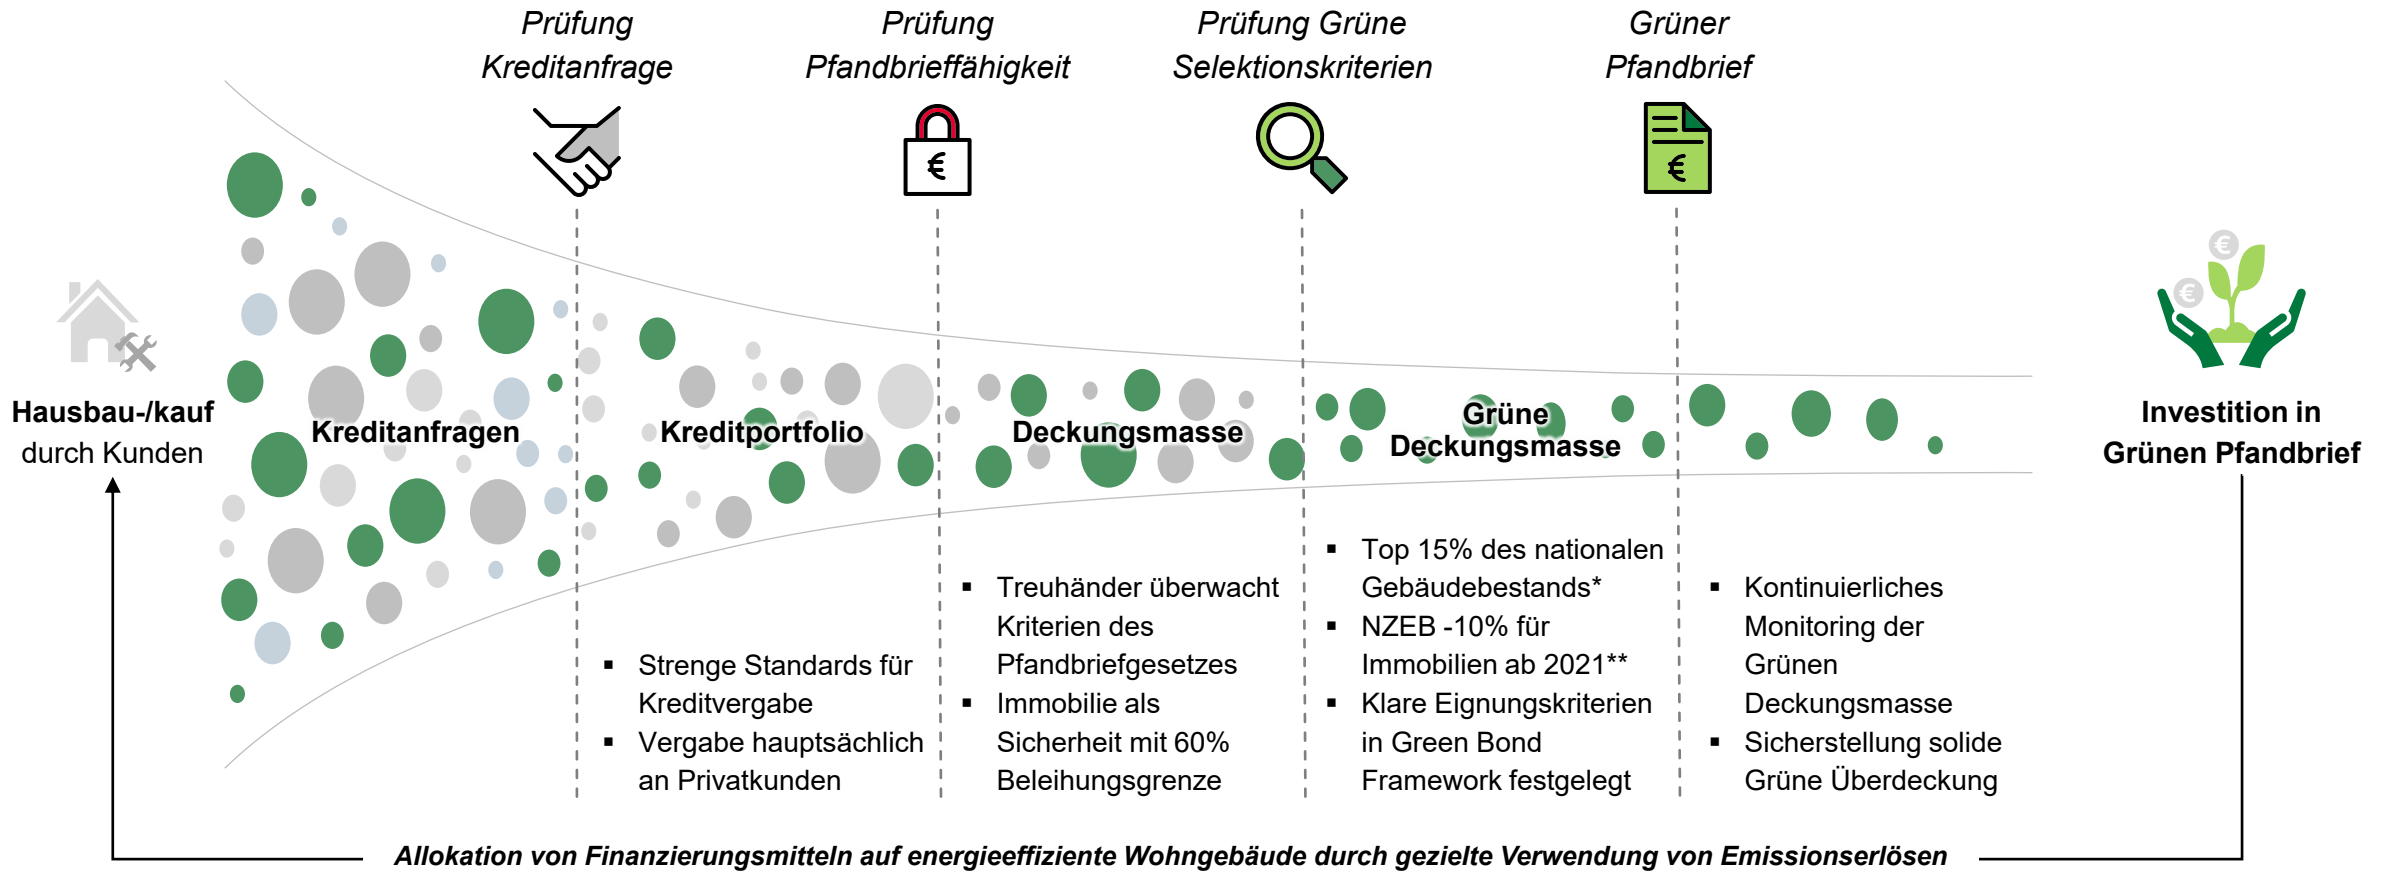 Prüfung
Kreditanfrage
Prüfung
Pfandbrieffähigkeit
Prüfung Grüne
Selektionskriterien
Grüner
Pfandbrief
€
€
€
€
Hausbau-/kauf
durch Kunden
Kreditanfragen
Kreditportfolio
Deckungsmasse
Grüne
Deckungsmasse
Investition in
Grünen Pfandbrief
▪ Strenge Standards für
Kreditvergabe
▪ Vergabe hauptsächlich
an Privatkunden
▪ Treuhänder überwacht
Kriterien des
Pfandbriefgesetzes
▪ Immobilie als
Sicherheit mit 60%
Beleihungsgrenze
▪ Top 15% des nationalen
Gebäudebestands*
▪ NZEB -10% für
Immobilien ab 2021**
▪ Klare Eignungskriterien
in Green Bond
Framework festgelegt
▪ Kontinuierliches
Monitoring der
Grünen
Deckungsmasse
▪ Sicherstellung solide
Grüne Überdeckung
Allokation von Finanzierungsmitteln auf energieeffiziente Wohngebäude durch gezielte Verwendung von Emissionserlösen